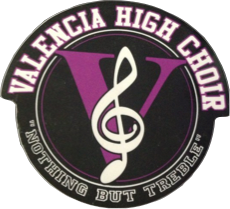 VALENCIA HIGH CHOIR
V
"NOTHING BUT TREBLE"